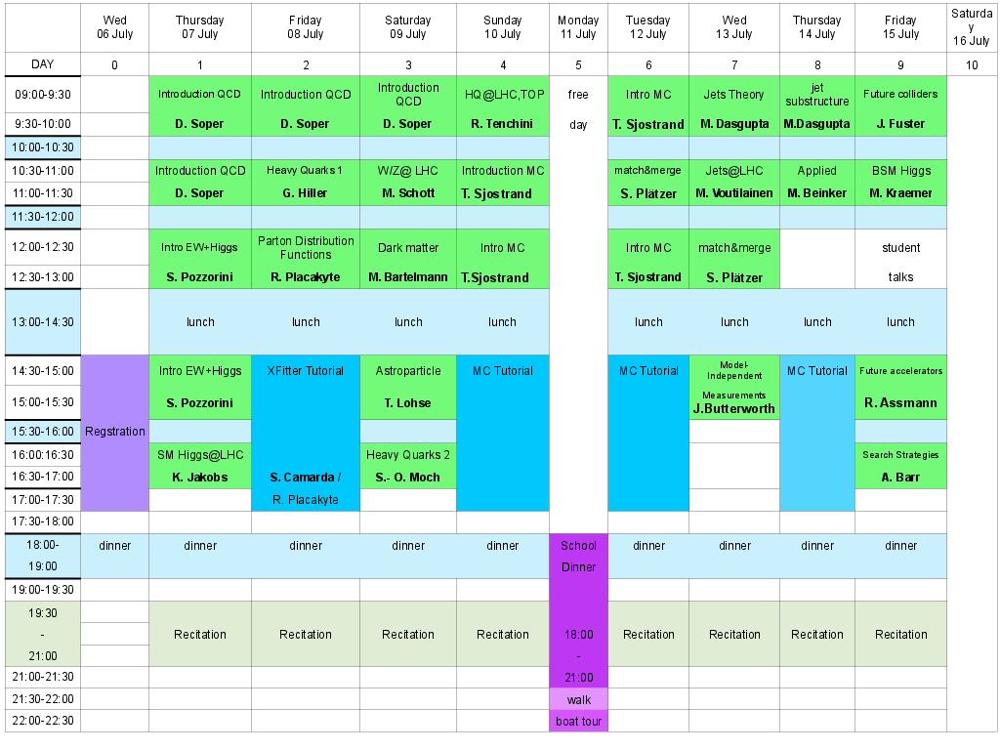 Wed Thursday Friday Saturday Sunday Monday Tuesday Wed Thursday Friday Saturda
y
06 July 07 July 08 July 09 July 10 July 11 July 12 July 13 July 14 July 15 July 16 July
DAY 0 1 2 3 4 5 6 7 8 9 10
09:00-9:30 Introduction QCD Introduction QCD Introduction QCD HQ@LHC,TOP free Intro MC Jets Theory jet substructure Future colliders
9:30-10:00 D. Soper D. Soper D. Soper R. Tenchini day T. Sjostrand M. Dasgupta M.Dasgupta J. Fuster
10:00-10:30
10:30-11:00 Introduction QCD Heavy Quarks 1 W/Z@ LHC Introduction MC match&merge Jets@LHC Applied BSM Higgs
11:00-11:30 D. Soper G. Hiller M. Schott T. Sjostrand S. Plätzer M. Voutilainen M. Beinker M. Kraemer
11:30-12:00
12:00-12:30 Intro EW+Higgs Parton Distribution Functions Dark matter Intro MC Intro MC match&merge student
12:30-13:00 S. Pozzorini R. Placakyte M. Bartelmann T.Sjostrand T. Sjostrand S. Plätzer talks
13:00-14:30 lunch lunch lunch lunch lunch lunch lunch lunch
14:30-15:00 Intro EW+Higgs XFitter Tutorial Astroparticle MC Tutorial MC Tutorial Model-Independent MC Tutorial Future accelerators
15:00-15:30 S. Pozzorini T. Lohse Measurements J.Butterworth R. Assmann
15:30-16:00 Regstration
16:00:16:30 SM Higgs@LHC Heavy Quarks 2 Search Strategies
16:30-17:00 K. Jakobs S. Camarda / S.- O. Moch A. Barr
17:00-17:30 R. Placakyte
17:30-18:00
18:00- dinner dinner dinner dinner dinner School dinner dinner dinner dinner
19:00 Dinner
19:00-19:30
19:30
- Recitation Recitation Recitation Recitation 18:00 Recitation Recitation Recitation Recitation
21:00 -
21:00-21:30 21:00
21:30-22:00 walk
22:00-22:30 boat tour